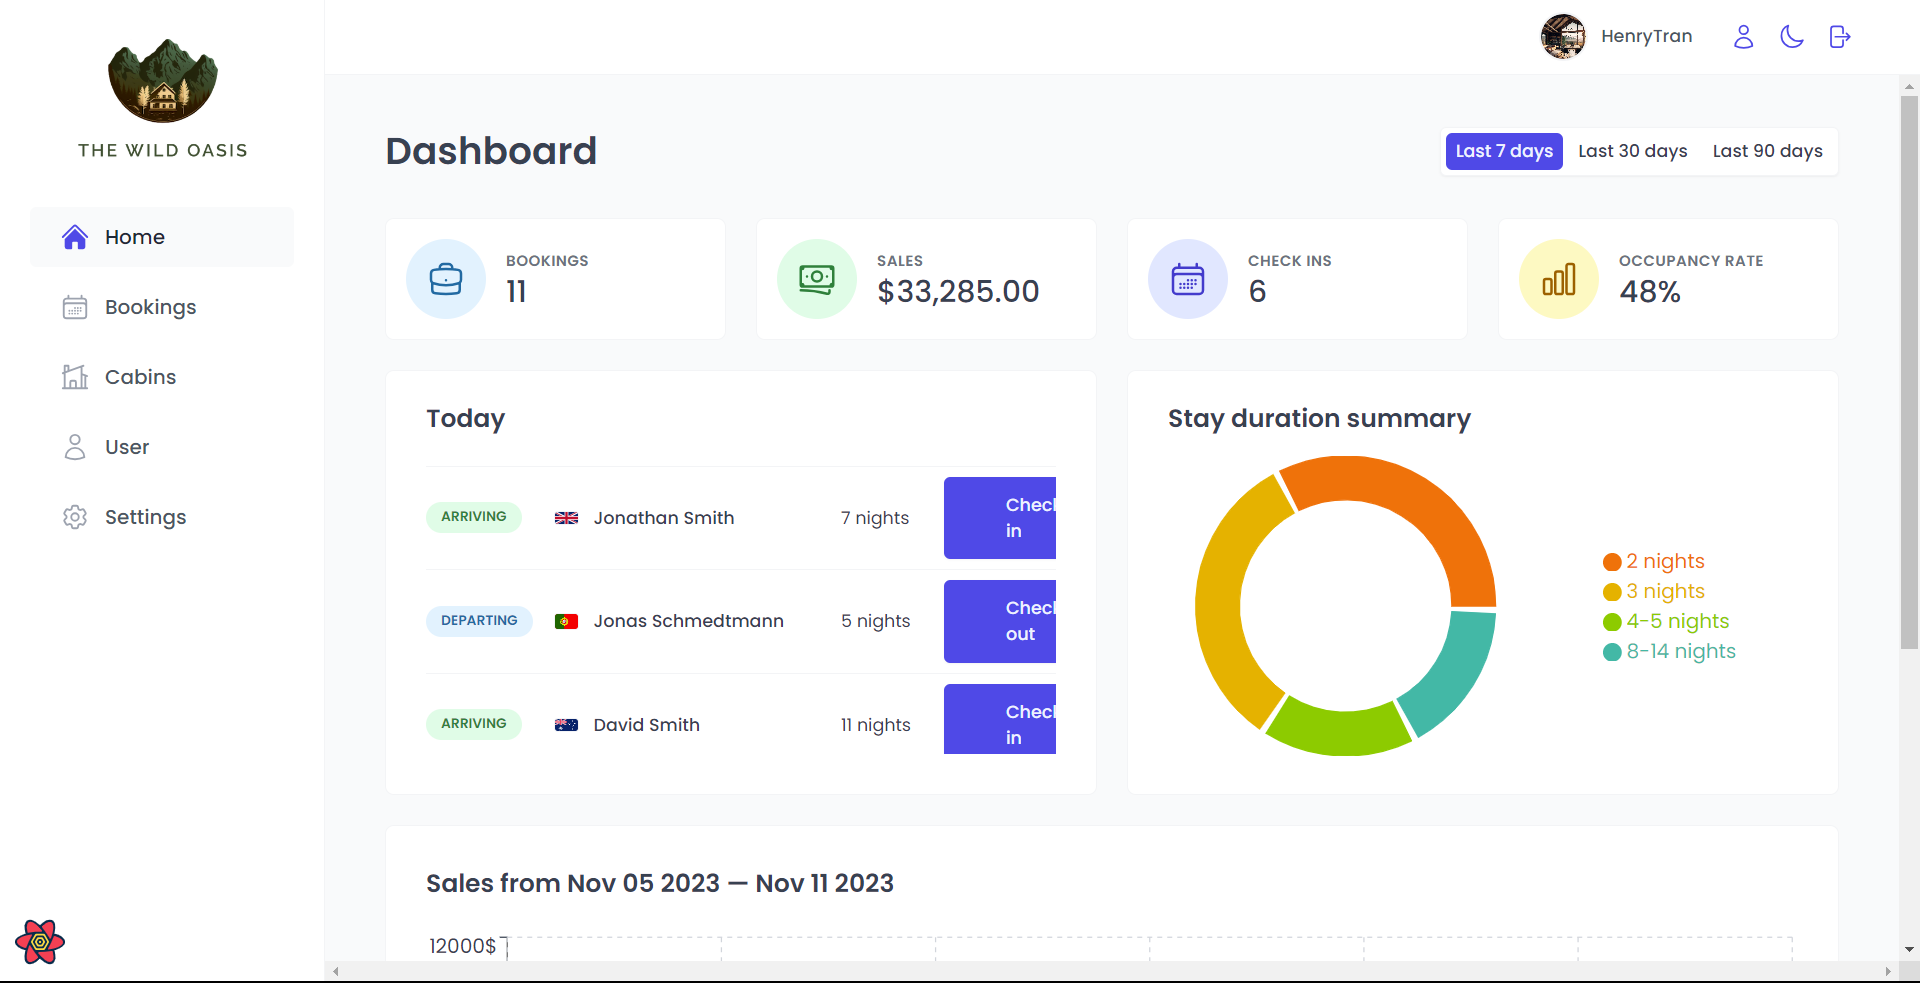 HenryTran
THE WILD OASIS
Home
Bookings
Cabins
User
Settings
Dashboard
Last 7 days
Last 30 days
Last 90 days
BOOKINGS
11
SALES
$33,285.00
CHECK INS
6
OCCUPANCY RATE
48%
Today
ARRIVING
Jonathan Smith
7 nights
Check
in
DEPARTING
Jonas Schmedtmann
5 nights
Check
out
ARRIVING
David Smith
11 nights
Check
in
Stay duration summary
2 nights
3 nights
4-5 nights
8-14 nights
Sales from Nov 05 2023 — Nov 11 2023
12000$